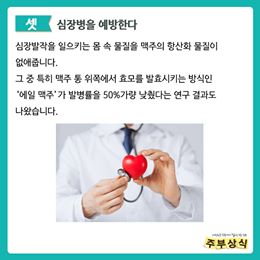 셋 심장병을 예방한다
심장발작을 일으키는 몸 속 물질을 맥주의 항산화 물질이
없애줍니다.
그 중 특히 맥주 통 위쪽에서 효모를 발효시키는 방식인
'에일 맥주'가 발병률을 50%가량 낮췄다는 연구 결과도
나왔습니다.
주부상식